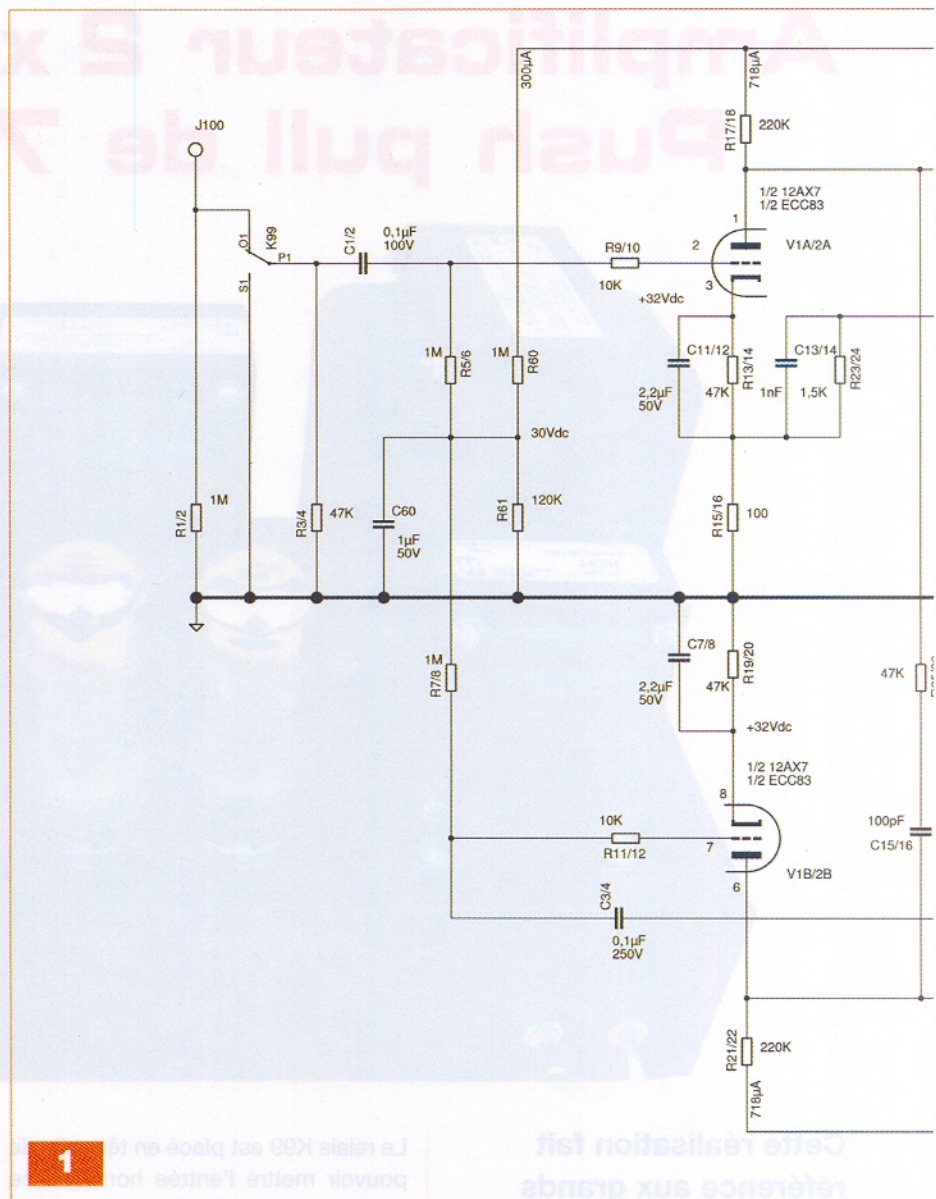 Amplificateur 2 x
Push pull de 7
300µA
718µA
J100
R17/18
220K
1/2 12AX7
1/2 ECC83
1
O1
K99
P1
S1
C1/2
0,1µF
100V
R9/10
10K
2
3
V1A/2A
+32Vdc
1M
R5/6
1M
R60
C11/12
2,2µF
50V
R13/14
47K
C13/14
1nF
R23/24
1,5K
30Vdc
R1/2
1M
R3/4
47K
C60
1µF
50V
R61
120K
R15/16
100
1M
R7/8
C7/8
2,2µF
50V
R19/20
47K
47K
+32Vdc
1/2 12AX7
1/2 ECC83
8
10K
R11/12
7
6
V1B/2B
100pF
C15/16
C3/4
0,1µF
250V
R21/22
220K
718µA
Cette réalisation fait
référence aux grands
Le relais K99 est placé en
pouvoir mettre l'entrée
1